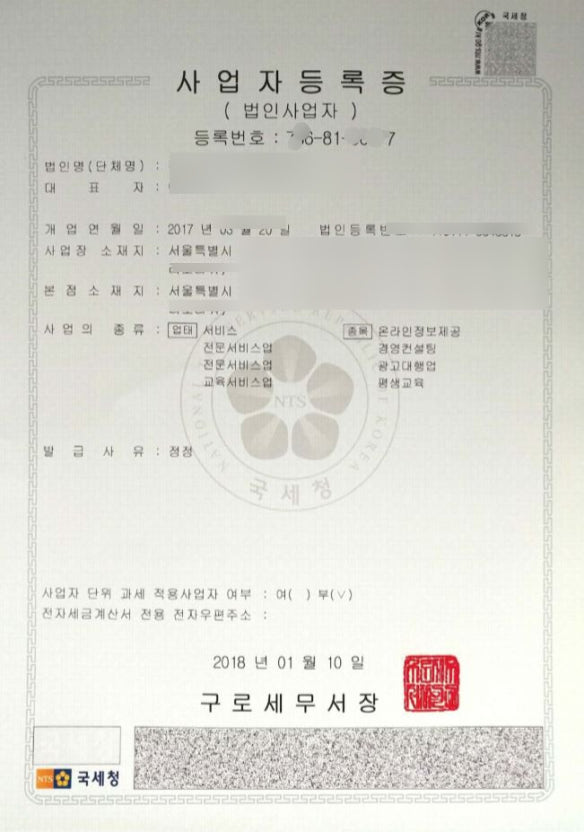 국세청
사업자등록증
( 법인사업자 )
등록번호 : 6-81- 7
법인명(단체명) :
대 표 자 :
개 업 연 월 일 : 2017 년 03 월 20 일 법인등록번
사업장 소재지 : 서울특별시
본 점 소 재 지 : 서울특별시
사 업 의 종 류 : 업태 서비스 종목 온라인정보제공
전문서비스업 경영컨설팅
전문서비스업 광고대행업
교육서비스업 평생교육
NATIONAL TAX SERVICE REPUBLIC OF KOREA
NTS
국세청
발 급 사 유 : 정정
사업자 단위 과세 적용사업자 여부 : 여( ) 부(∨)
전자세금계산서 전용 전자우편주소 :
2018 년 01 월 10 일
구로세무서장
NTS 국세청